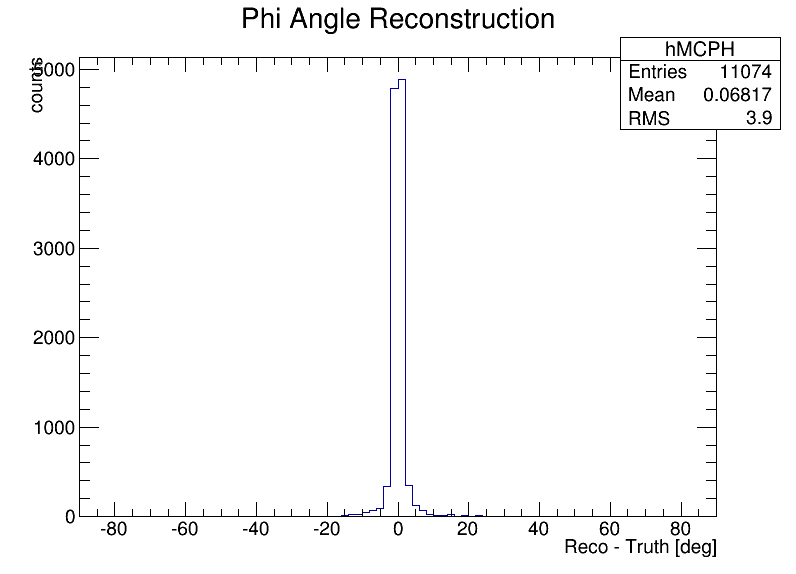 Phi Angle Reconstruction
hMCPH
Entries 11074
Mean 0.06817
RMS 3.9
counts
5000
4000
3000
2000
1000
0
-80 -60 -40 -20 0 20 40 60 80
Reco - Truth [deg]